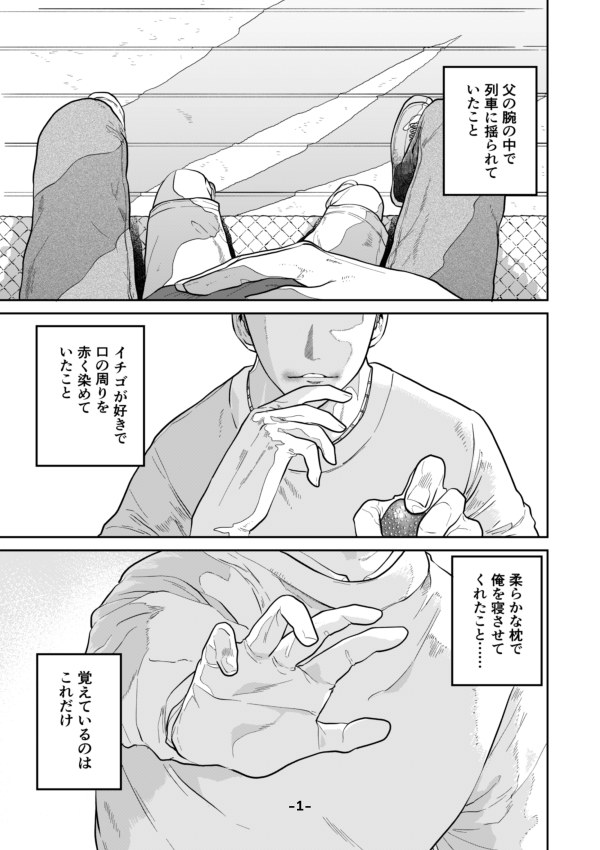 父の腕の中で
列車に揺られて
いたこと
イチゴが好きで
口の周りを
赤く染めて
いたこと
柔らかな枕で
俺を寝させて
くれたこと……
覚えているのは
これだけ
-1-